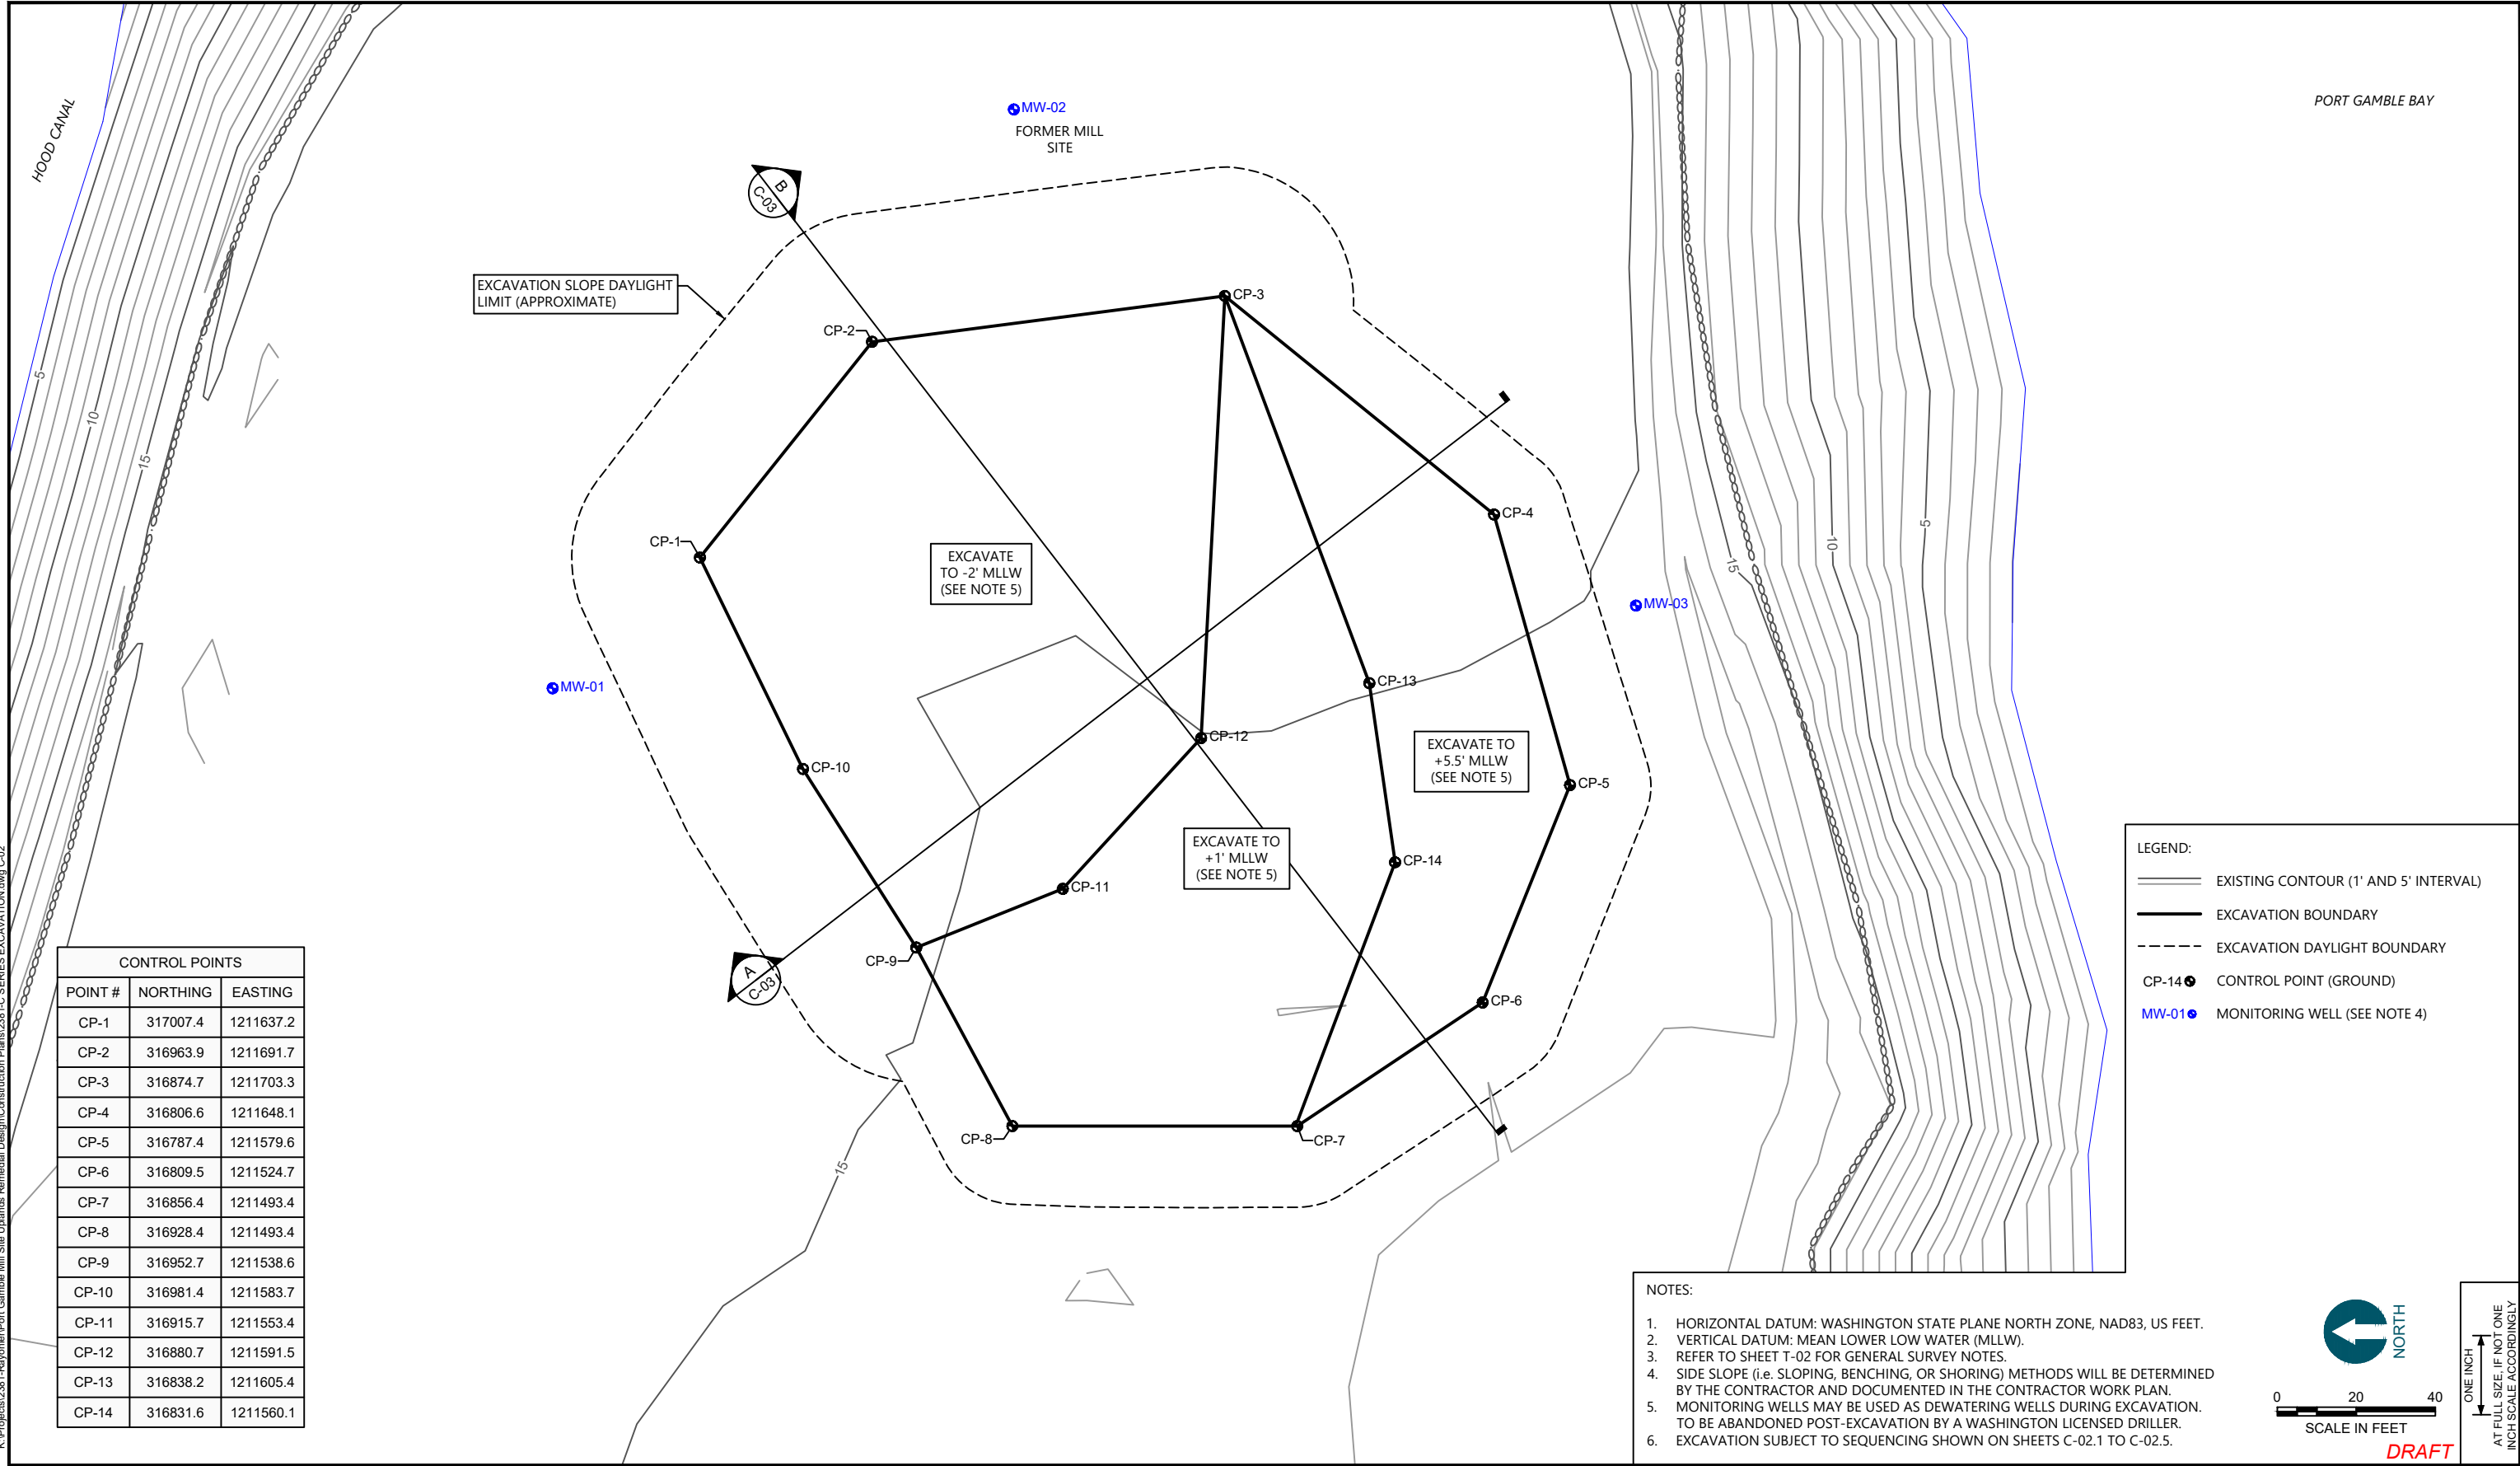 HOOD CANAL
PORT GAMBLE BAY
MW-02
FORMER MILL
SITE
B
C-03
EXCAVATION SLOPE DAYLIGHT
LIMIT (APPROXIMATE)
CP-3
CP-2
5
10
15
CP-4
CP-1
EXCAVATE
TO -2' MLLW
(SEE NOTE 5)
5
10
15
MW-03
MW-01
CP-13
CP-12
CP-10
EXCAVATE TO
+5.5' MLLW
(SEE NOTE 5)
CP-5
EXCAVATE TO
+1' MLLW
(SEE NOTE 5)
CP-14
CP-11
CP-9
A
C-03
CP-6
CP-8
CP-7
15
CONTROL POINTS
POINT # NORTHING EASTING
CP-1 317007.4 1211637.2
CP-2 316963.9 1211691.7
CP-3 316874.7 1211703.3
CP-4 316806.6 1211648.1
CP-5 316787.4 1211579.6
CP-6 316809.5 1211524.7
CP-7 316856.4 1211493.4
CP-8 316928.4 1211493.4
CP-9 316952.7 1211538.6
CP-10 316981.4 1211583.7
CP-11 316915.7 1211553.4
CP-12 316880.7 1211591.5
CP-13 316838.2 1211605.4
CP-14 316831.6 1211560.1
LEGEND:
EXISTING CONTOUR (1' AND 5' INTERVAL)
EXCAVATION BOUNDARY
EXCAVATION DAYLIGHT BOUNDARY
CP-14 CONTROL POINT (GROUND)
MW-01 MONITORING WELL (SEE NOTE 4)
NOTES:
1. HORIZONTAL DATUM: WASHINGTON STATE PLANE NORTH ZONE, NAD83, US FEET.
2. VERTICAL DATUM: MEAN LOWER LOW WATER (MLLW).
3. REFER TO SHEET T-02 FOR GENERAL SURVEY NOTES.
4. SIDE SLOPE (i.e. SLOPING, BENCHING, OR SHORING) METHODS WILL BE DETERMINED
BY THE CONTRACTOR AND DOCUMENTED IN THE CONTRACTOR WORK PLAN.
5. MONITORING WELLS MAY BE USED AS DEWATERING WELLS DURING EXCAVATION.
TO BE ABANDONED POST-EXCAVATION BY A WASHINGTON LICENSED DRILLER.
6. EXCAVATION SUBJECT TO SEQUENCING SHOWN ON SHEETS C-02.1 TO C-02.5.
NORTH
0 20 40
SCALE IN FEET
DRAFT
ONE INCH
AT FULL SIZE, IF NOT ONE
INCH SCALE ACCORDINGLY